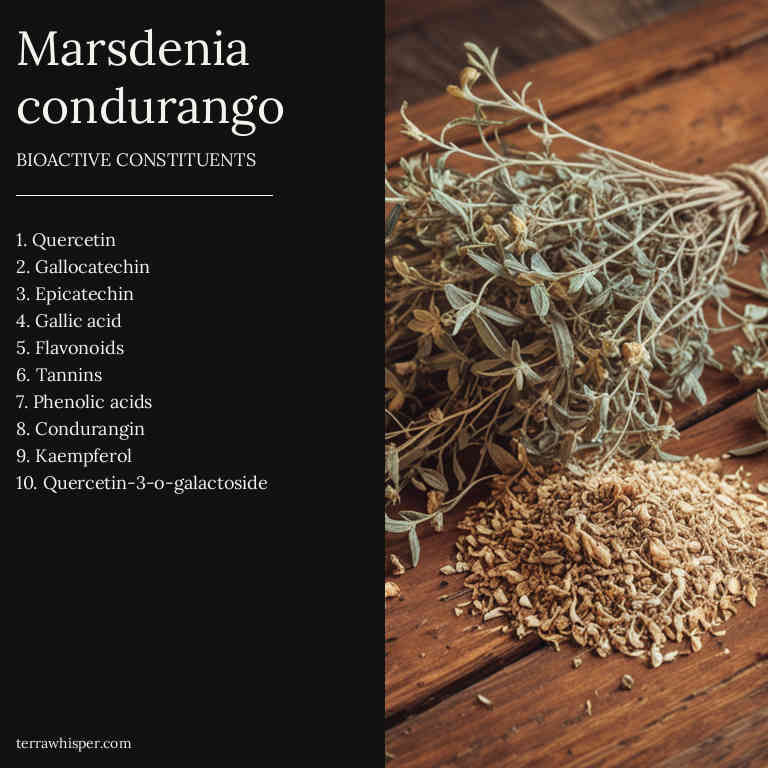 Marsdenia
condurango
BIOACTIVE CONSTITUENTS
1. Quercetin
2. Gallocatechin
3. Epicatechin
4. Gallic acid
5. Flavonoids
6. Tannins
7. Phenolic acids
8. Condurangin
9. Kaempferol
10. Quercetin-3-o-galactoside
terrawhisper.com